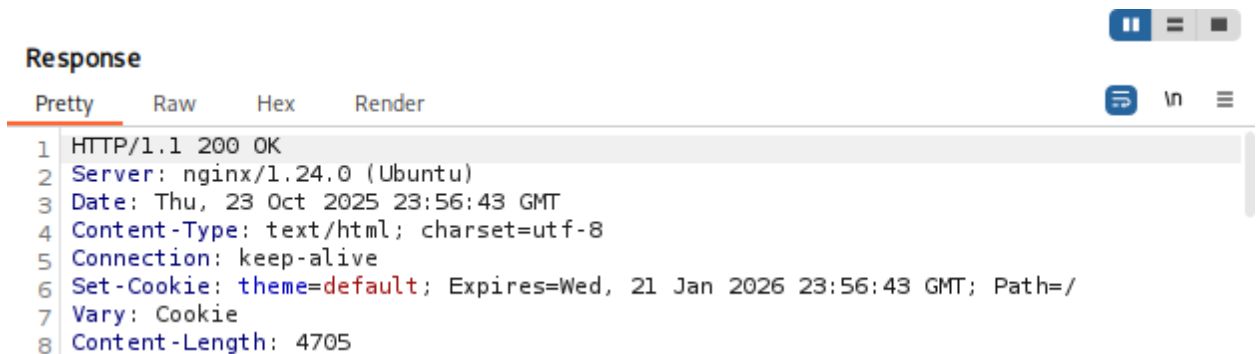 Response
Pretty Raw Hex Render \n
1 HTTP/1.1 200 OK
2 Server: nginx/1.24.0 (Ubuntu)
3 Date: Thu, 23 Oct 2025 23:56:43 GMT
4 Content-Type: text/html; charset=utf-8
5 Connection: keep-alive
6 Set-Cookie: theme=default; Expires=Wed, 21 Jan 2026 23:56:43 GMT; Path=/
7 Vary: Cookie
8 Content-Length: 4705